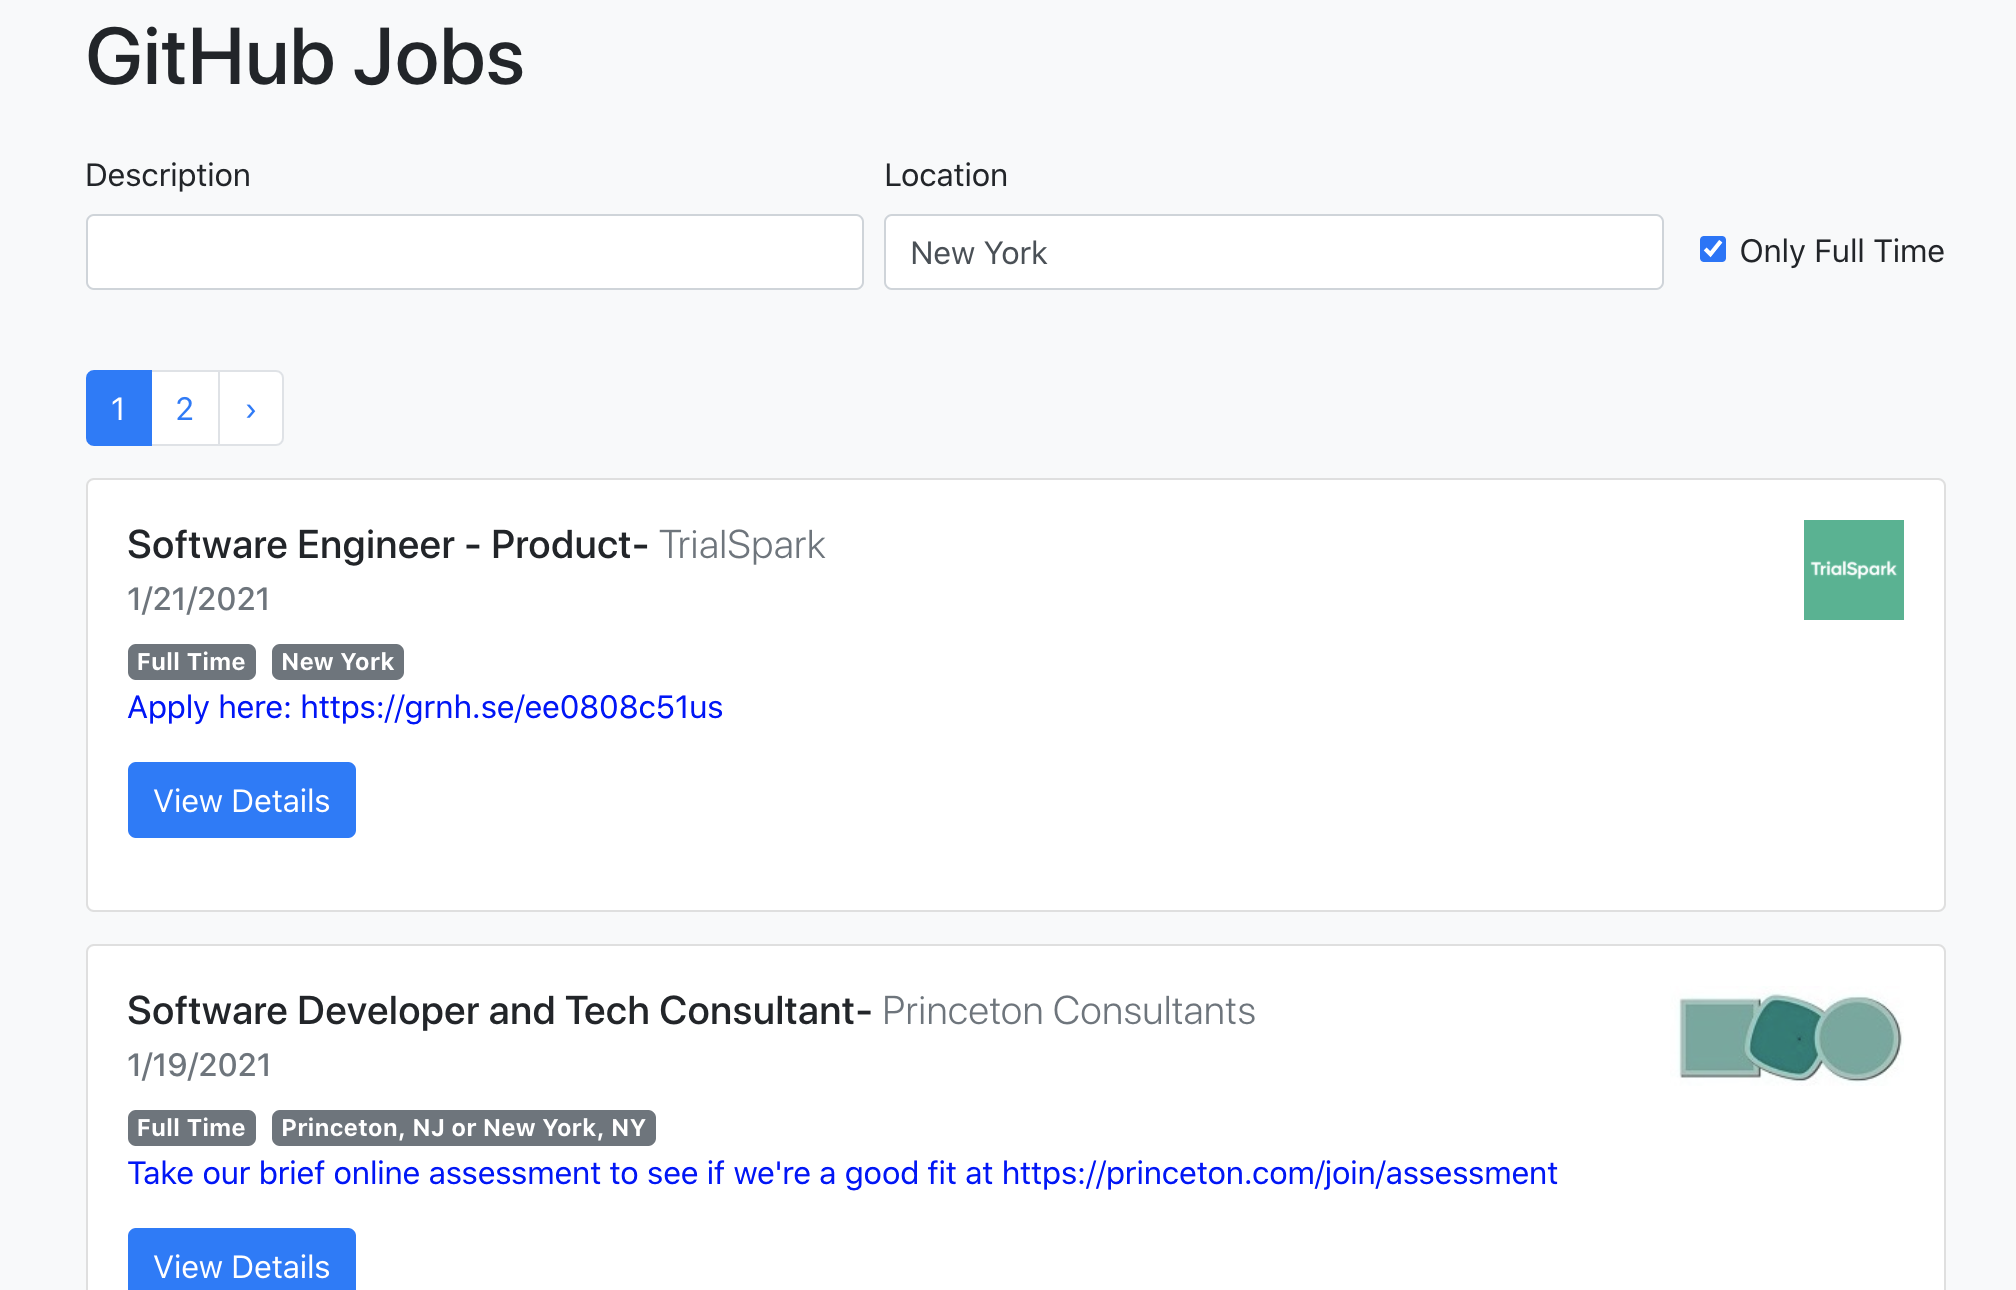 GitHub Jobs
Description
Location
New York
Only Full Time
1 2 ›
Software Engineer - Product- TrialSpark
TrialSpark
1/21/2021
Full Time New York
Apply here: https://grnh.se/ee0808c51us
View Details
Software Developer and Tech Consultant- Princeton Consultants
1/19/2021
Full Time Princeton, NJ or New York, NY
Take our brief online assessment to see if we're a good fit at https://princeton.com/join/assessment
View Details